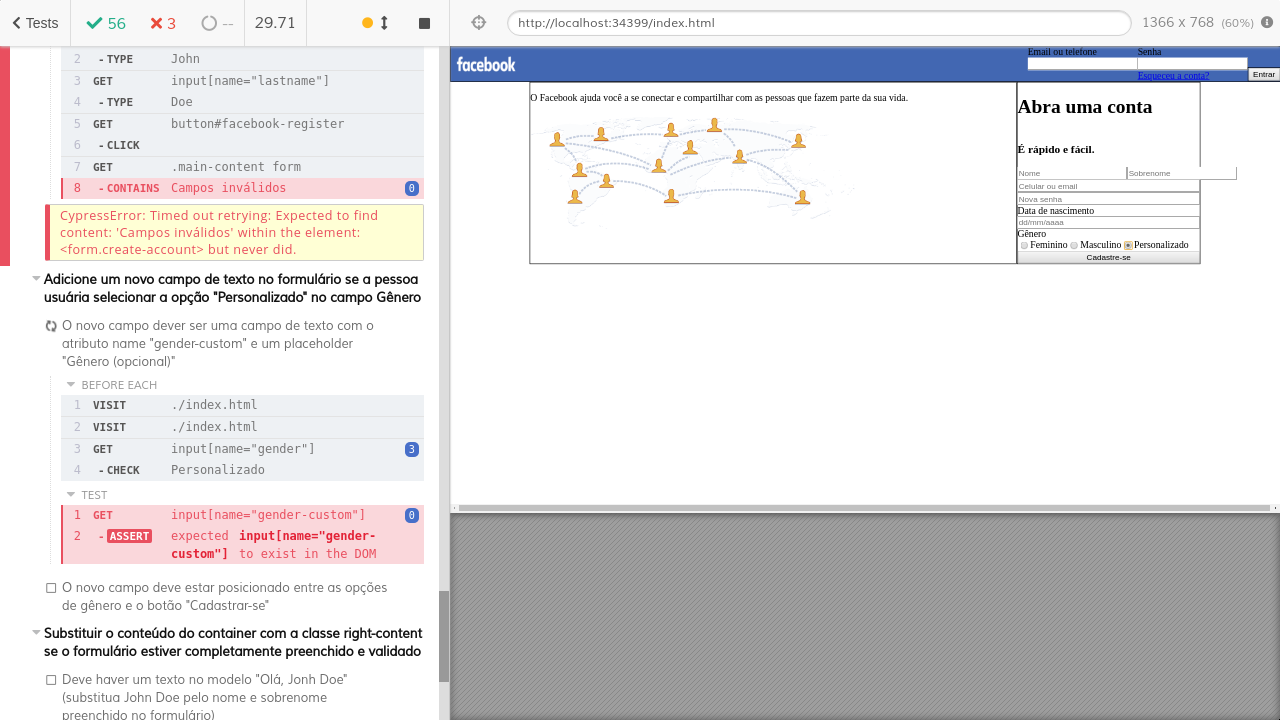 Tests 56 3 -- 29.71
http://localhost:34399/index.html 1366 x 768 (60%)
2 - TYPE John
3 GET input[name="lastname"]
4 - TYPE Doe
5 GET button#facebook-register
6 - CLICK
7 GET .main-content form
8 - CONTAINS Campos inválidos 0
CypressError: Timed out retrying: Expected to find
content: 'Campos inválidos' within the element:
<form.create-account> but never did.
Adicione um novo campo de texto no formulário se a pessoa
usuária selecionar a opção "Personalizado" no campo Gênero
O novo campo dever ser uma campo de texto com o
atributo name "gender-custom" e um placeholder
"Gênero (opcional)"
BEFORE EACH
1 VISIT ./index.html
2 VISIT ./index.html
3 GET input[name="gender"] 3
4 - CHECK Personalizado
TEST
1 GET input[name="gender-custom"] 0
2 - ASSERT expected input[name="gender-
custom"] to exist in the DOM
O novo campo deve estar posicionado entre as opções
de gênero e o botão "Cadastrar-se"
Substituir o conteúdo do container com a classe right-content
se o formulário estiver completamente preenchido e validado
Deve haver um texto no modelo "Olá, Jonh Doe"
(substitua John Doe pelo nome e sobrenome
preenchido no formulário)
facebook
Email ou telefone Senha
Esqueceu a conta? Entrar
O Facebook ajuda você a se conectar e compartilhar com as pessoas que fazem parte da sua vida.
Abra uma conta
É rápido e fácil.
Nome Sobrenome
Celular ou email
Nova senha
Data de nascimento
dd/mm/aaaa
Gênero
Feminino Masculino Personalizado
Cadastre-se